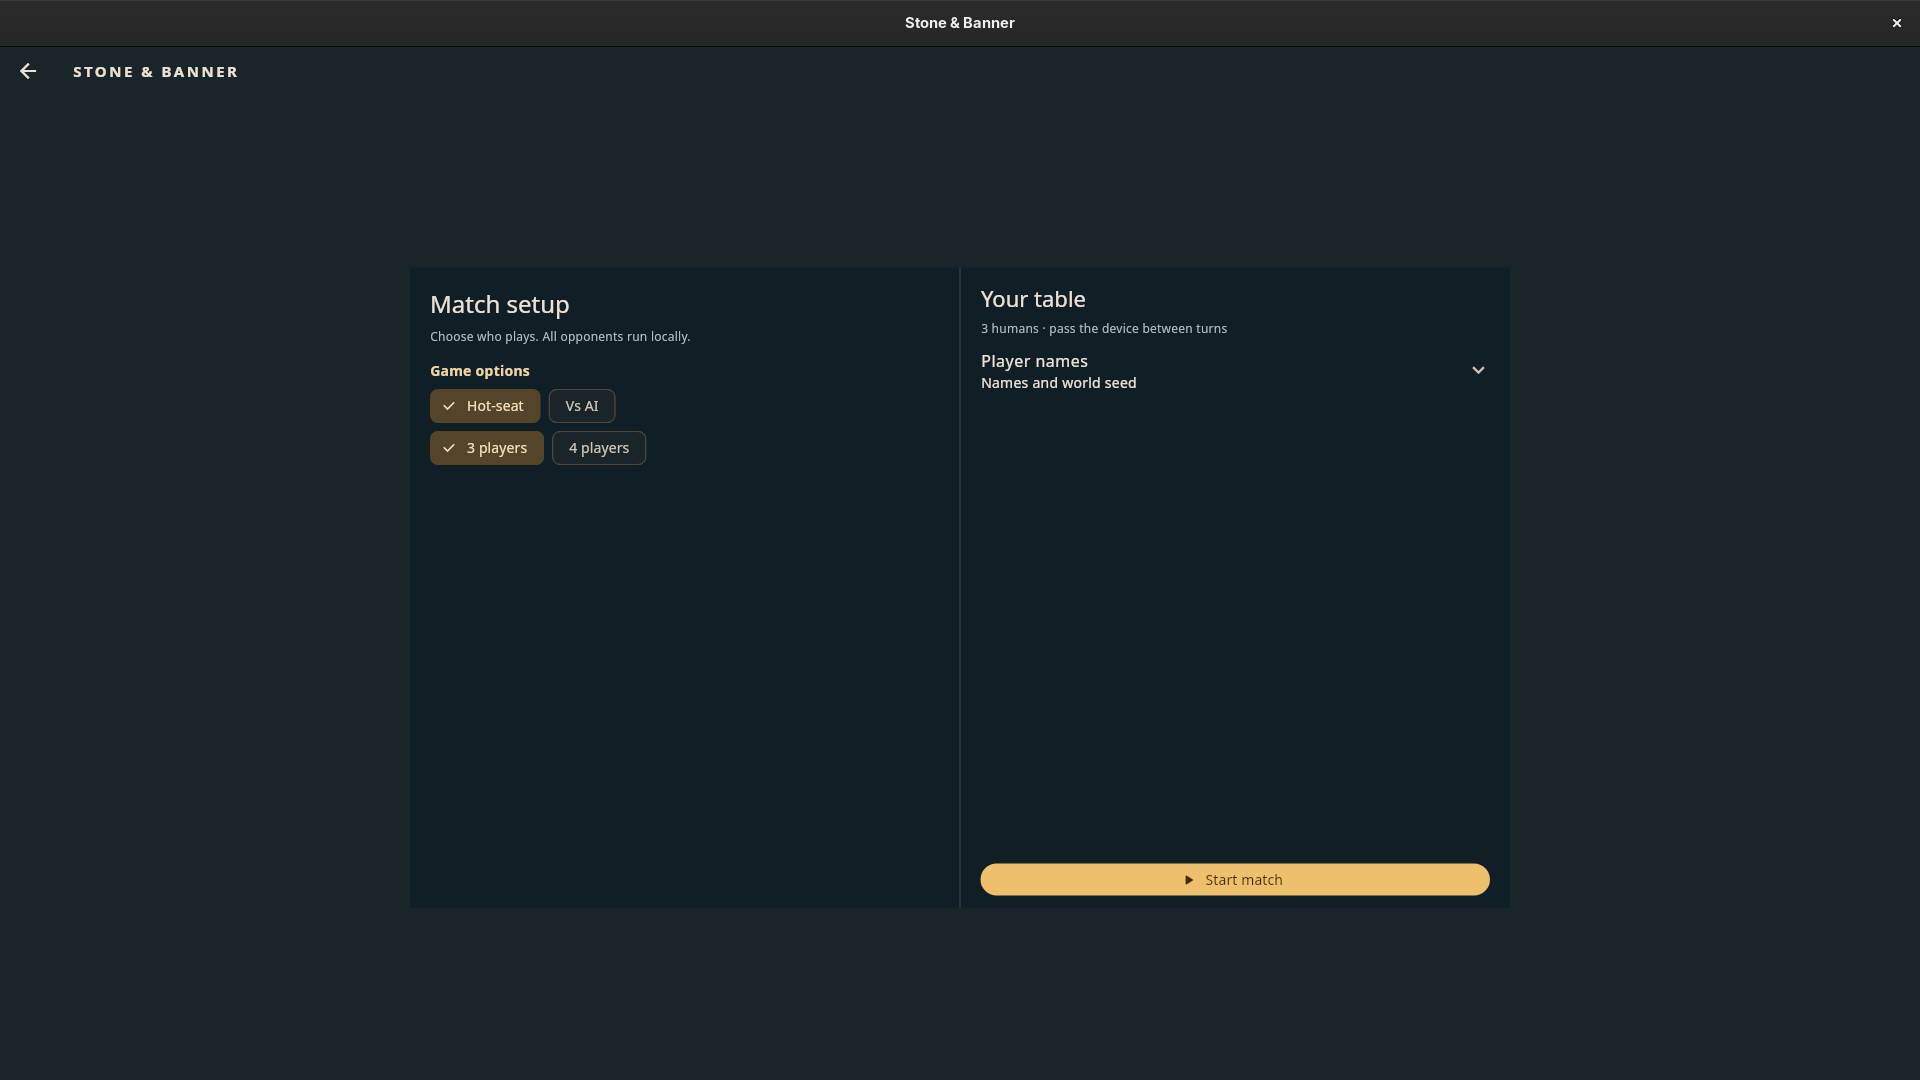 Stone & Banner
STONE & BANNER
Match setup
Choose who plays. All opponents run locally.
Game options
Hot-seat
Vs AI
3 players
4 players
Your table
3 humans · pass the device between turns
Player names
Names and world seed
Start match